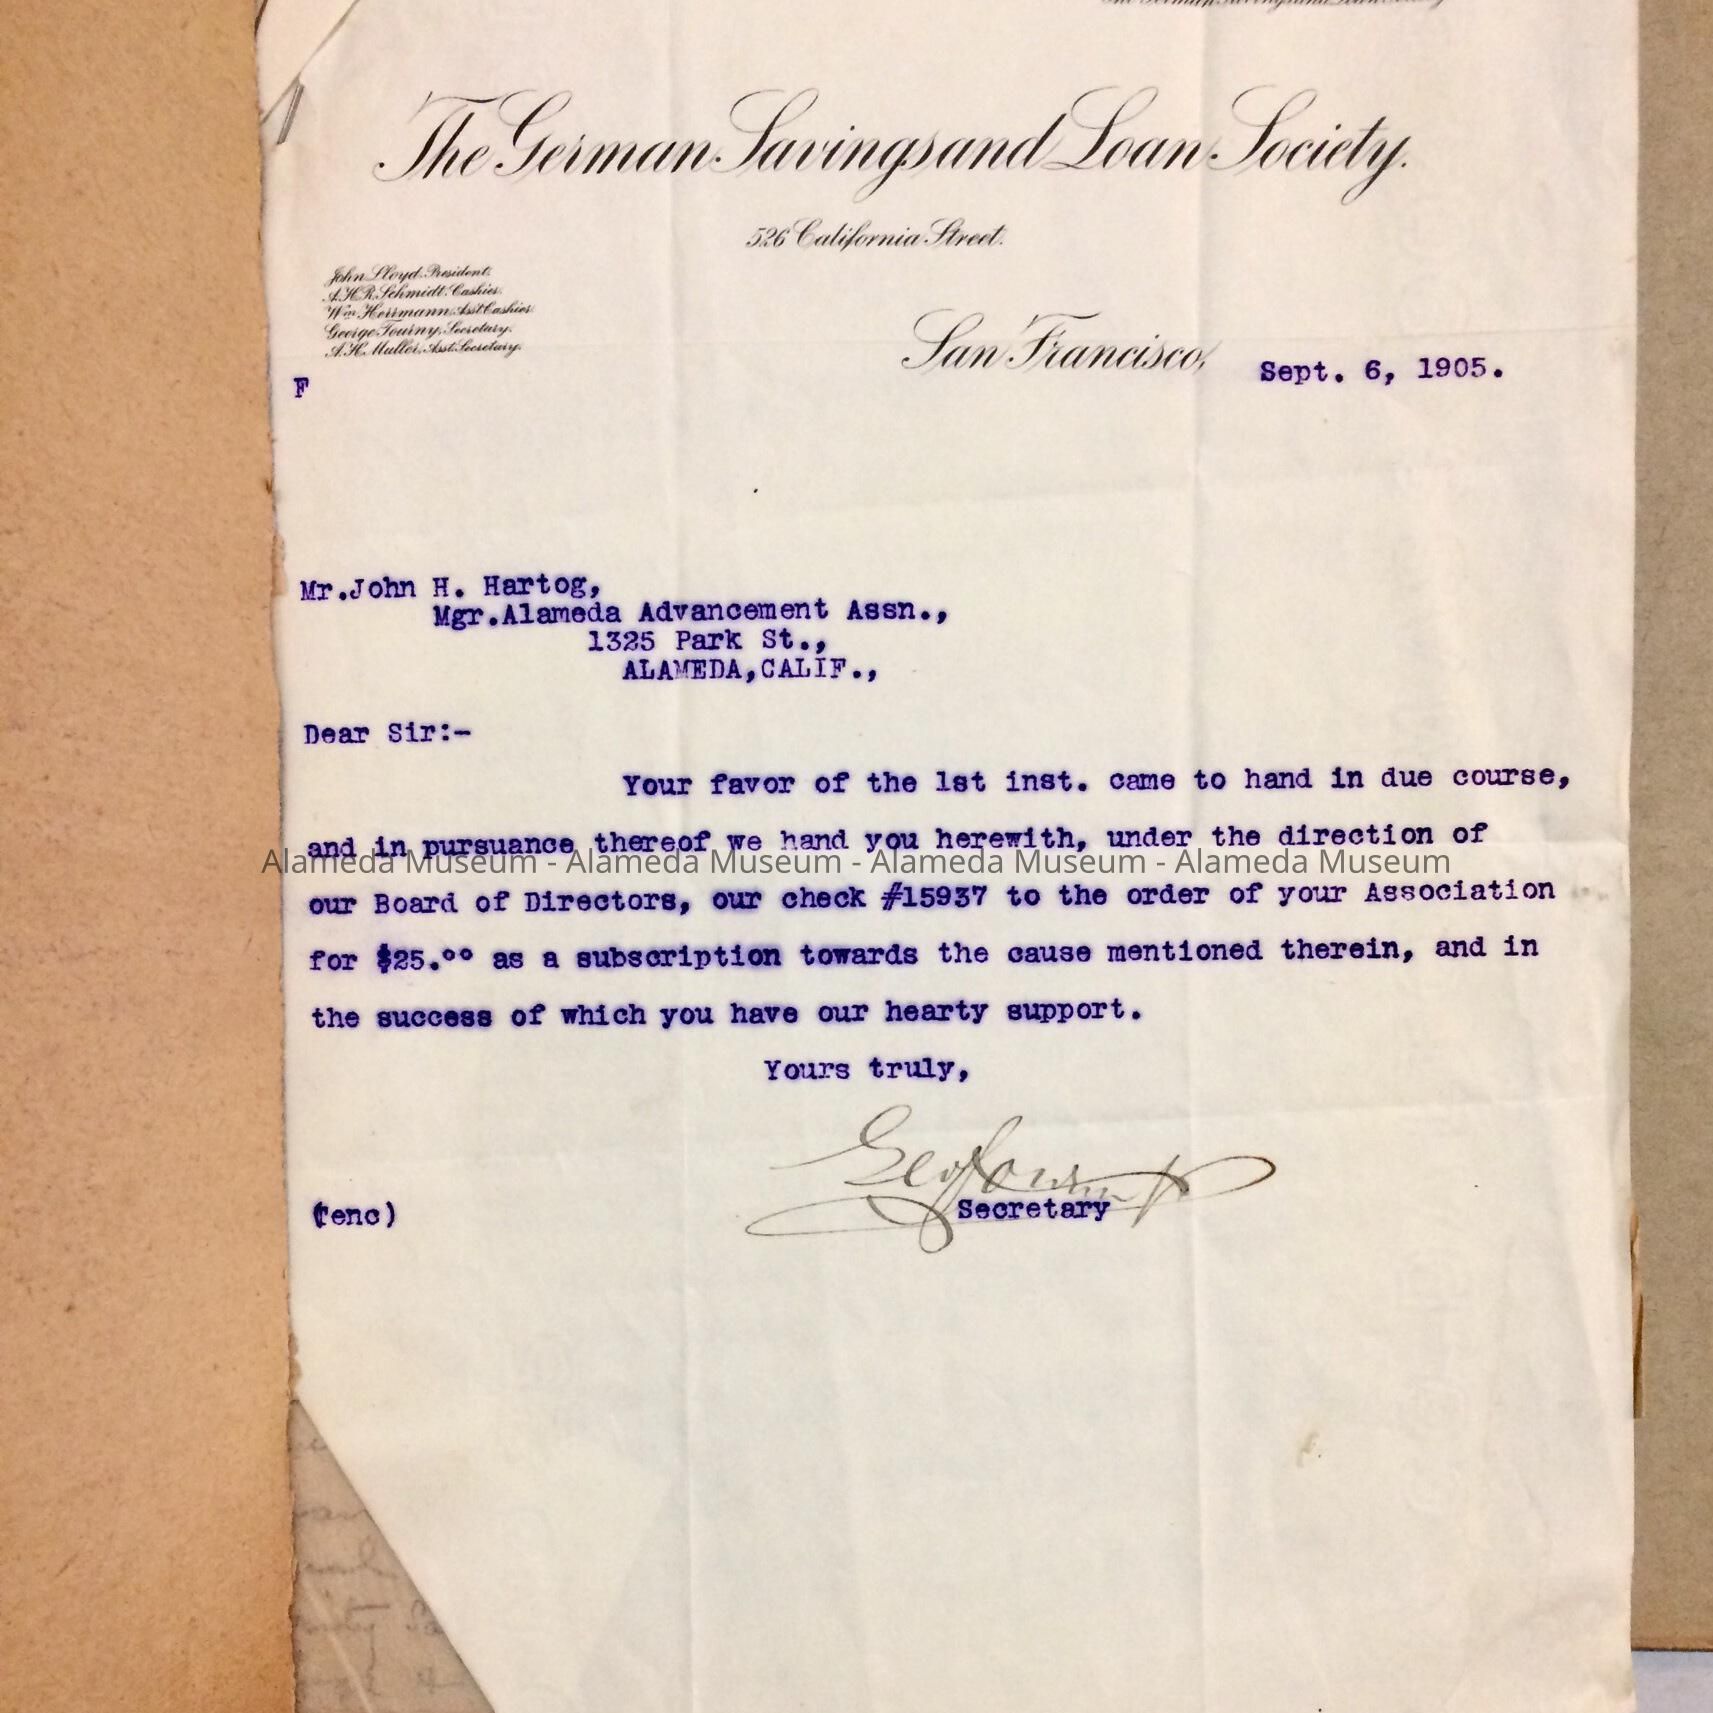 The German Savings and Loan Society.
526 California Street.
John Lloyd, President.
A.H.R. Schmidt, Cashier.
Wm. Herrmann, Asst. Cashier.
George Tourny, Secretary.
A.H. Muller, Asst. Secretary.
San Francisco, Sept. 6, 1905.
F
Mr.John H. Hartog,
Mgr.Alameda Advancement Assn.,
1325 Park St.,
ALAMEDA,CALIF.,
Dear Sir:-
Your favor of the 1st inst. came to hand in due course,
and in pursuance thereof we hand you herewith, under the direction of
Alameda Museum - Alameda Museum - Alameda Museum - Alameda Museum
our Board of Directors, our check #15937 to the order of your Association
for $25.°° as a subscription towards the cause mentioned therein, and in
the success of which you have our hearty support.
Yours truly,
Geo Tourny
Secretary
(enc)